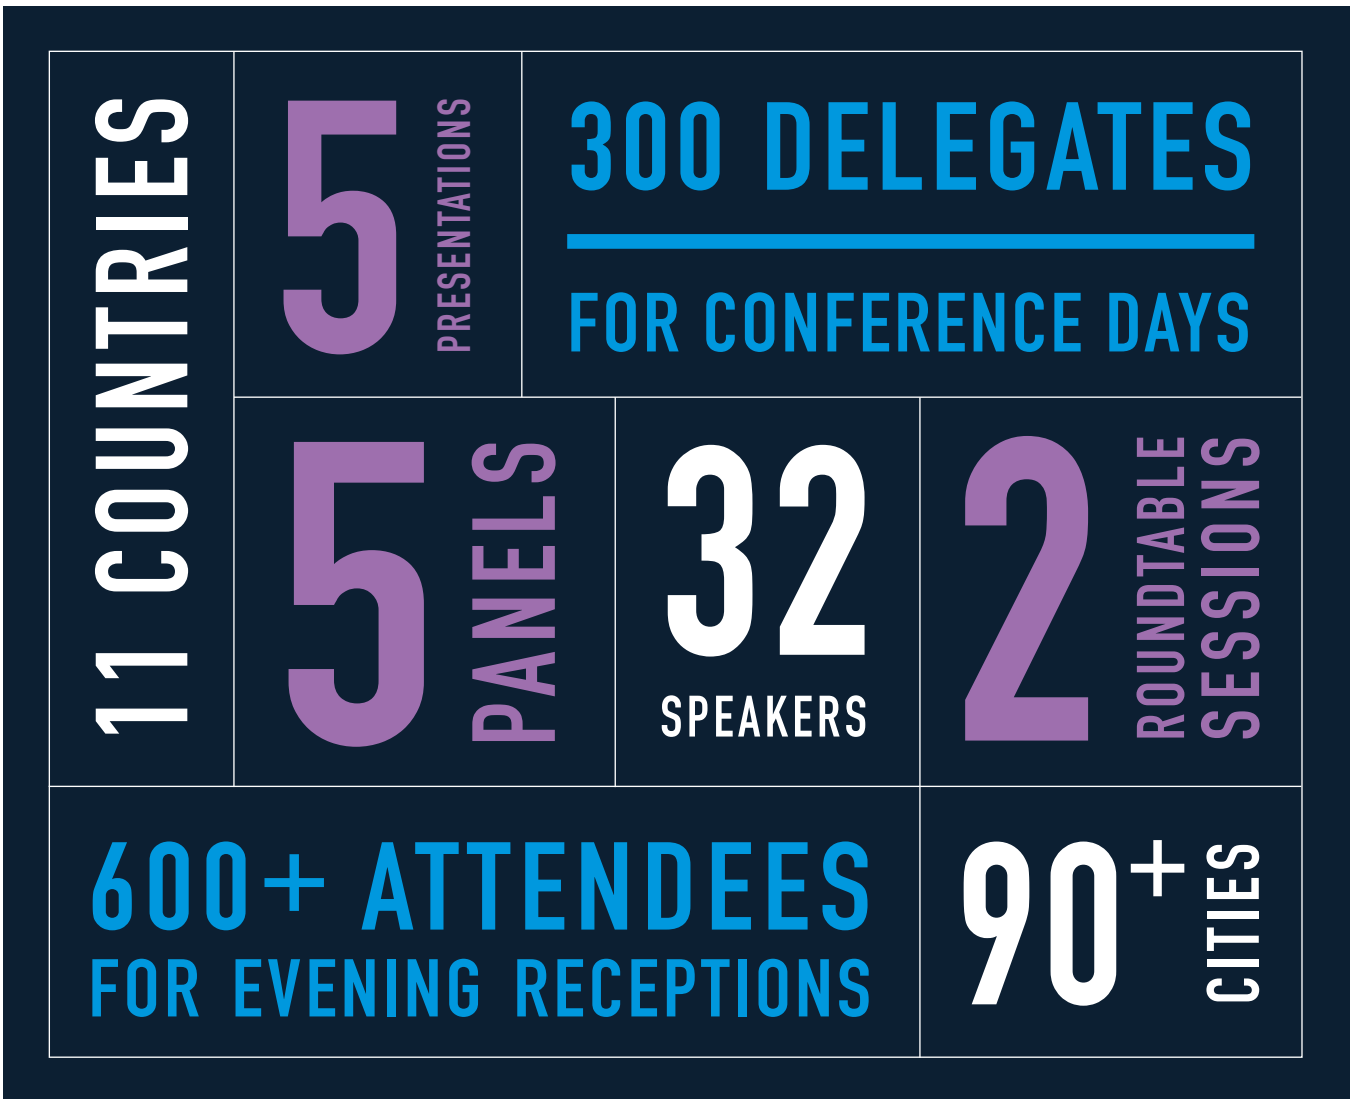 11 COUNTRIES
5
PRESENTATIONS
300 DELEGATES
FOR CONFERENCE DAYS
5
PANELS
32
SPEAKERS
2
ROUNDTABLE
SESSIONS
600+ ATTENDEES
FOR EVENING RECEPTIONS
90+
CITIES